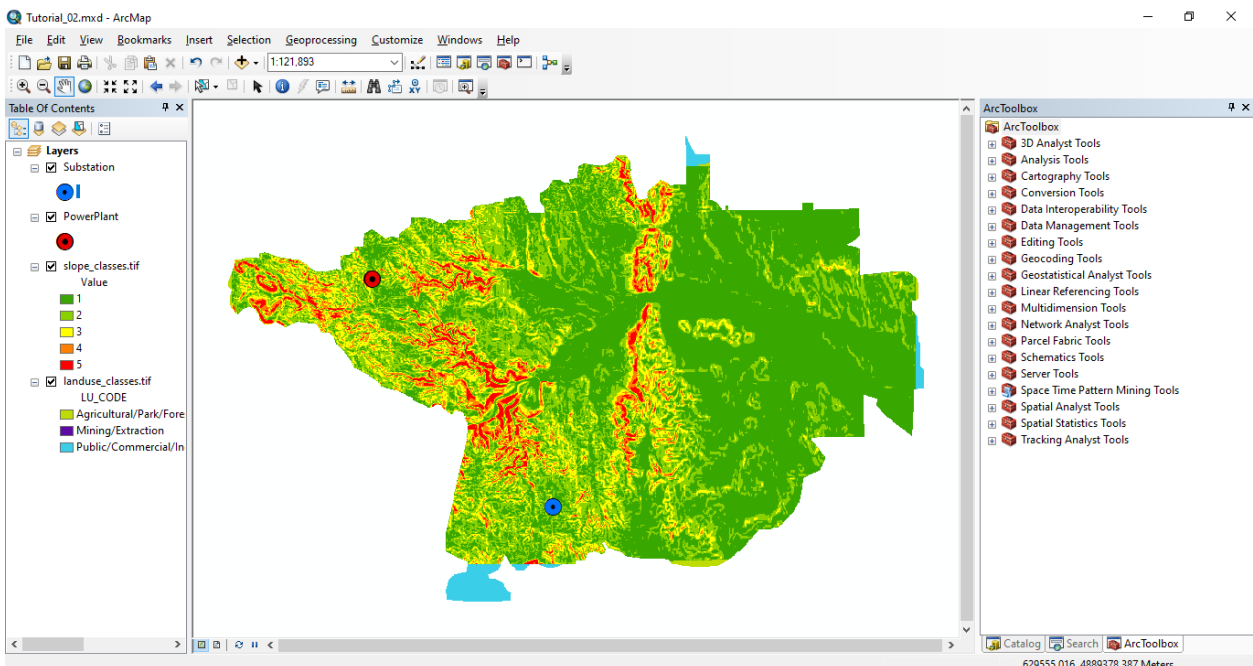 Tutorial_02.mxd - ArcMap
File Edit View Bookmarks Insert Selection Geoprocessing Customize Windows Help
1:121,893
Table Of Contents
Layers
Substation
PowerPlant
slope_classes.tif
Value
1
2
3
4
5
landuse_classes.tif
LU_CODE
Agricultural/Park/Fore
Mining/Extraction
Public/Commercial/In
ArcToolbox
ArcToolbox
3D Analyst Tools
Analysis Tools
Cartography Tools
Conversion Tools
Data Interoperability Tools
Data Management Tools
Editing Tools
Geocoding Tools
Geostatistical Analyst Tools
Linear Referencing Tools
Multidimension Tools
Network Analyst Tools
Parcel Fabric Tools
Schematics Tools
Server Tools
Space Time Pattern Mining Tools
Spatial Analyst Tools
Spatial Statistics Tools
Tracking Analyst Tools
Catalog Search ArcToolbox
629555.016 4889378.387 Meters